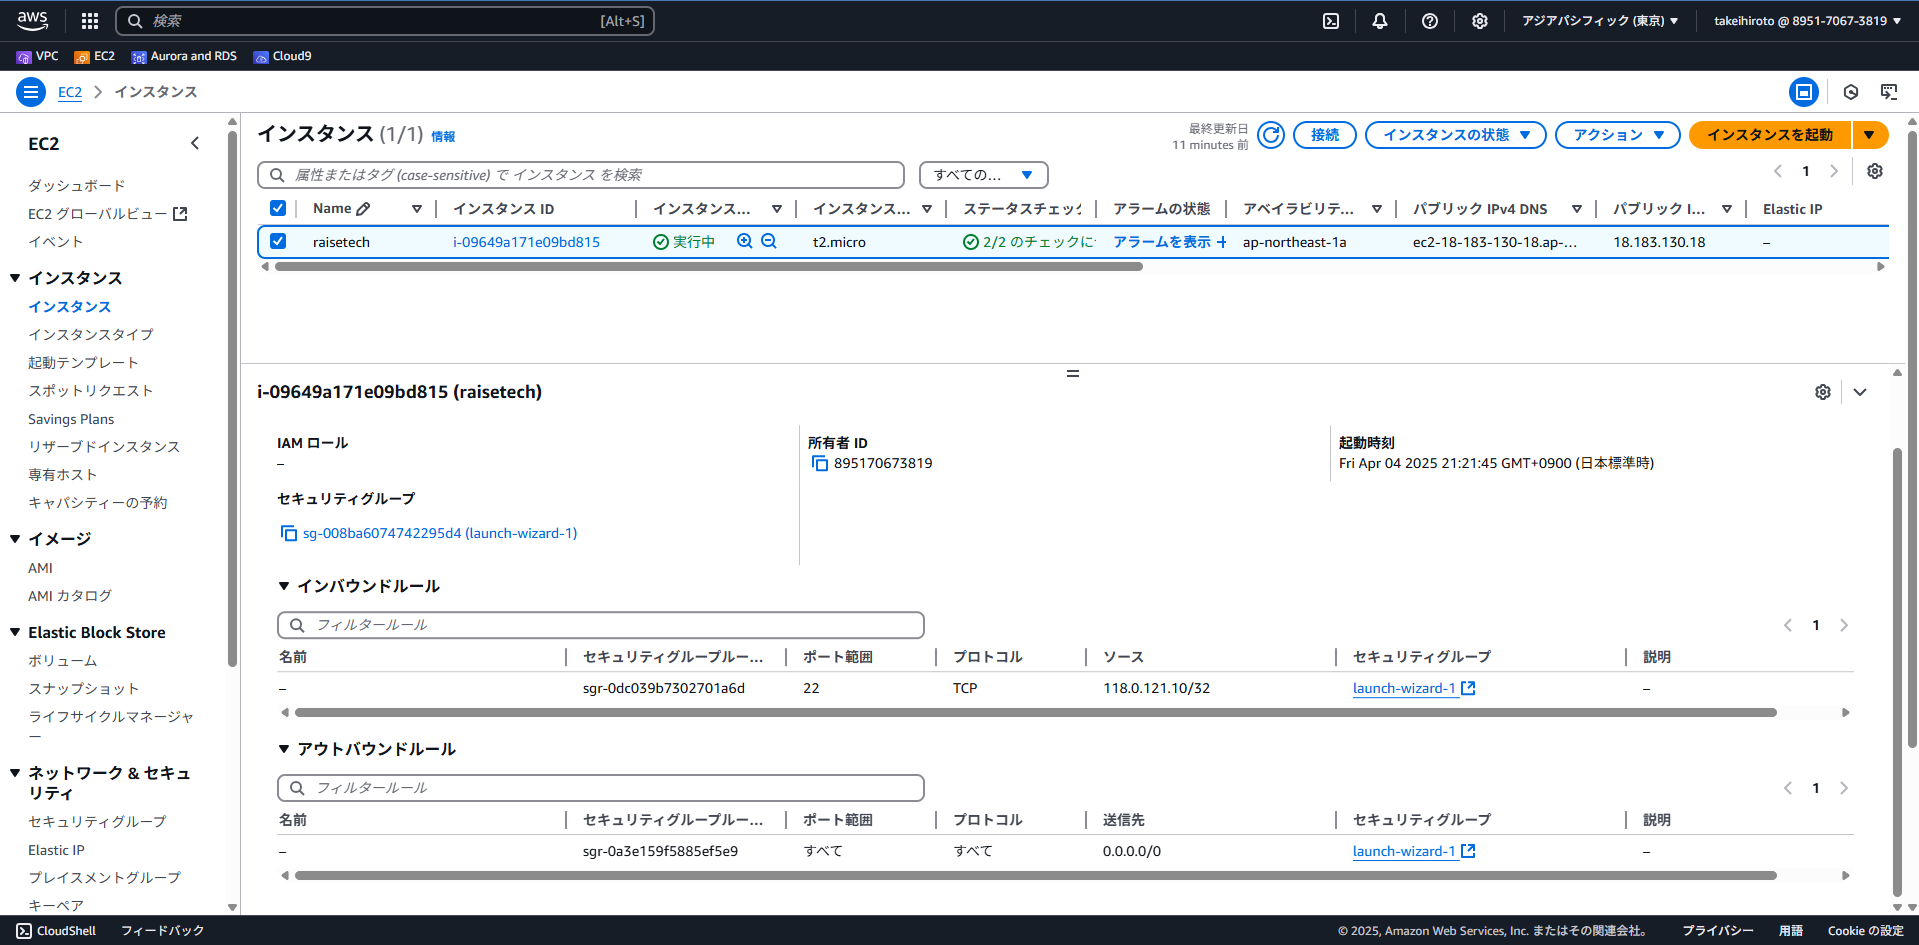 aws 検索 [Alt+S] アジアパシフィック (東京) ▼ takeihiroto @ 8951-7067-3819 ▼
VPC EC2 Aurora and RDS Cloud9
EC2 > インスタンス
EC2
ダッシュボード
EC2 グローバルビュー
イベント
▼ インスタンス
インスタンス
インスタンスタイプ
起動テンプレート
スポットリクエスト
Savings Plans
リザーブドインスタンス
専有ホスト
キャパシティーの予約
▼ イメージ
AMI
AMI カタログ
▼ Elastic Block Store
ボリューム
スナップショット
ライフサイクルマネージャ
ー
▼ ネットワーク & セキュ
リティ
セキュリティグループ
Elastic IP
プレイスメントグループ
キーペア
インスタンス (1/1) 情報
最終更新日
11 minutes 前
接続 インスタンスの状態 ▼ アクション ▼ インスタンスを起動 ▼
属性またはタグ (case-sensitive) で インスタンス を検索 すべての... ▼ 1
Name インスタンス ID インスタンス... インスタンス... ステータスチェック アラームの状態 アベイラビリテ... パブリック IPv4 DNS パブリック I... Elastic IP
raisetech i-09649a171e09bd815 実行中 t2.micro 2/2 のチェックに アラームを表示 + ap-northeast-1a ec2-18-183-130-18.ap-... 18.183.130.18 –
i-09649a171e09bd815 (raisetech)
IAM ロール
–
所有者 ID
895170673819
起動時刻
Fri Apr 04 2025 21:21:45 GMT+0900 (日本標準時)
セキュリティグループ
sg-008ba6074742295d4 (launch-wizard-1)
▼ インバウンドルール
フィルタールール 1
名前 セキュリティグループルー... ポート範囲 プロトコル ソース セキュリティグループ 説明
– sgr-0dc039b7302701a6d 22 TCP 118.0.121.10/32 launch-wizard-1 –
▼ アウトバウンドルール
フィルタールール 1
名前 セキュリティグループルー... ポート範囲 プロトコル 送信先 セキュリティグループ 説明
– sgr-0a3e159f5885ef5e9 すべて すべて 0.0.0.0/0 launch-wizard-1 –
CloudShell フィードバック © 2025, Amazon Web Services, Inc. またはその関連会社。 プライバシー 用語 Cookie の設定